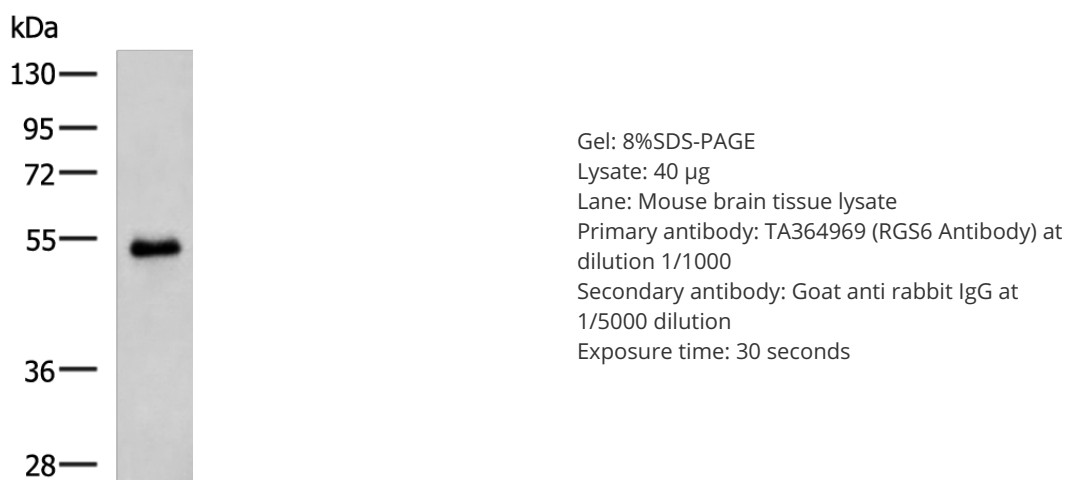 kDa
130
95
72
55
36
28
Gel: 8%SDS-PAGE
Lysate: 40 µg
Lane: Mouse brain tissue lysate
Primary antibody: TA364969 (RGS6 Antibody) at
dilution 1/1000
Secondary antibody: Goat anti rabbit IgG at
1/5000 dilution
Exposure time: 30 seconds